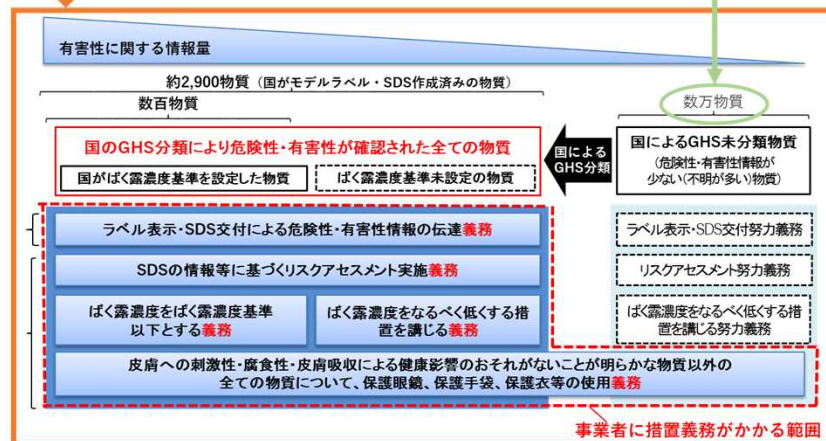 有害性に関する情報量
約2,900物質（国がモデルラベル・SDS作成済みの物質）
数百物質
数万物質
国のGHS分類により危険性・有害性が確認された全ての物質
国がばく露濃度基準を設定した物質
ばく露濃度基準未設定の物質
国による
GHS分類
国によるGHS未分類物質
（危険性・有害性情報が
少ない（不明が多い）物質）
ラベル表示・SDS交付による危険性・有害性情報の伝達義務
ラベル表示・SDS交付努力義務
SDSの情報等に基づくリスクアセスメント実施義務
リスクアセスメント努力義務
ばく露濃度をばく露濃度基準
以下とする義務
ばく露濃度をなるべく低くする措
置を講じる義務
ばく露濃度をなるべく低くする措
置を講じる努力義務
皮膚への刺激性・腐食性・皮膚吸収による健康影響のおそれがないことが明らかな物質以外の
全ての物質について、保護眼鏡、保護手袋、保護衣等の使用義務
事業者に措置義務がかかる範囲